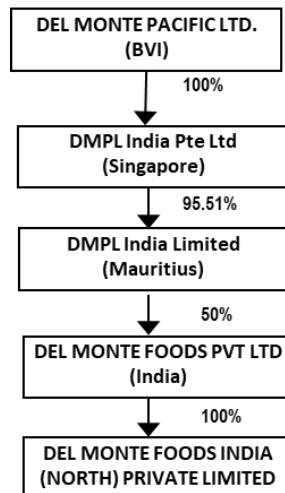 DEL MONTE PACIFIC LTD.
(BVI)
100%
DMPL India Pte Ltd
(Singapore)
95.51%
DMPL India Limited
(Mauritius)
50%
DEL MONTE FOODS PVT LTD
(India)
100%
DEL MONTE FOODS INDIA
(NORTH) PRIVATE LIMITED